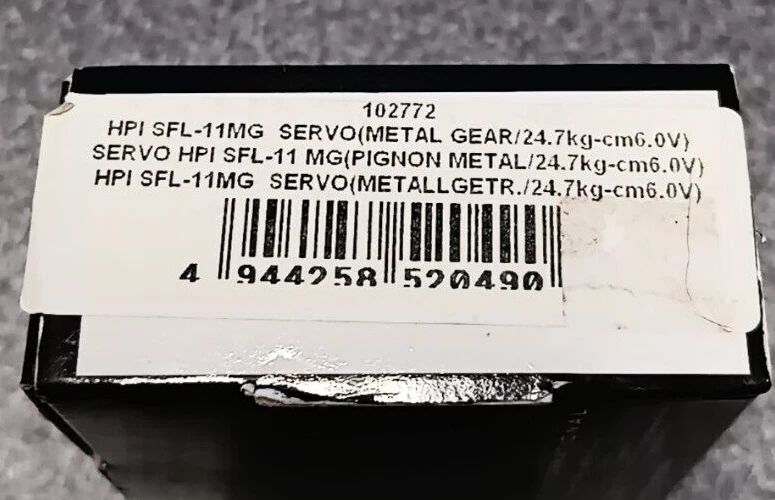 102772
HPI SFL-11MG SERVO(METAL GEAR/24.7kg-cm6.0V)
SERVO HPI SFL-11 MG(PIGNON METAL/24.7kg-cm6.0V)
HPI SFL-11MG SERVO(METALLGETR./24.7kg-cm6.0V)
4 944258 520490